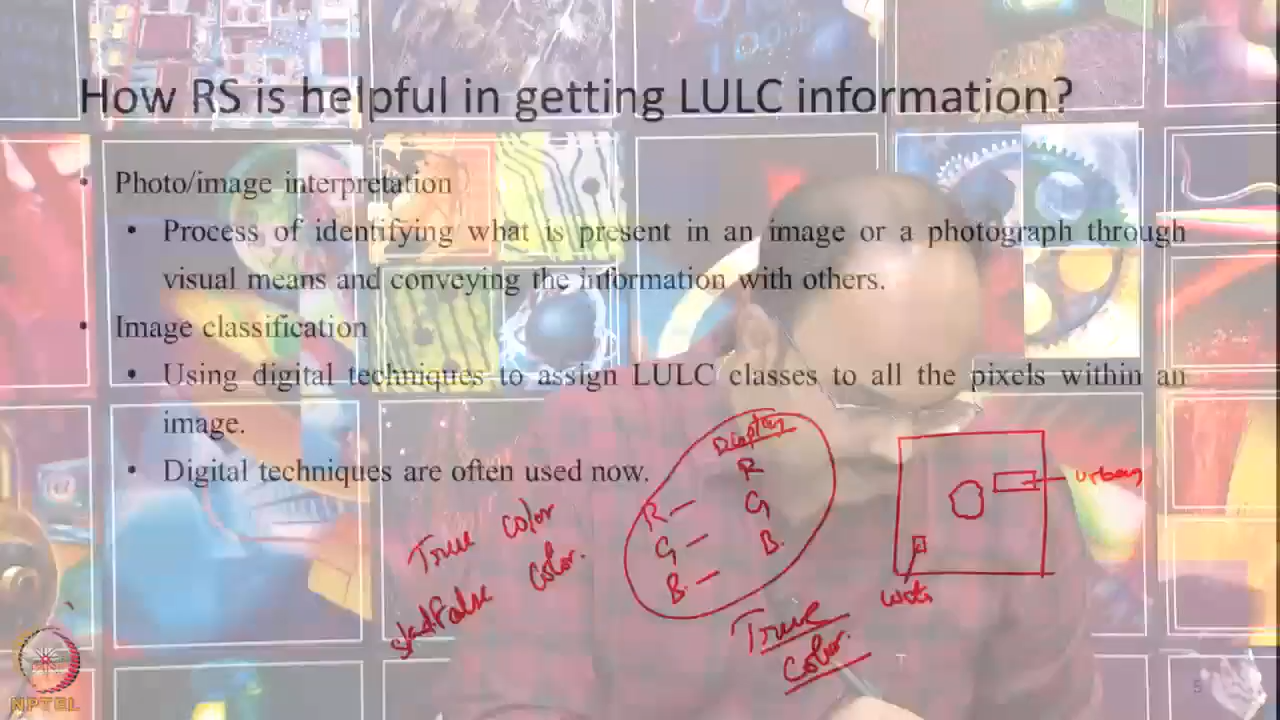 How RS is helpful in getting LULC information?
• Photo/image interpretation
• Process of identifying what is present in an image or a photograph through
visual means and conveying the information with others.
• Image classification
• Using digital techniques to assign LULC classes to all the pixels within an
image.
• Digital techniques are often used now.
True color
False color.
Display
R – R
G – G
B – B.
True
color.
urban
5
NPTEL